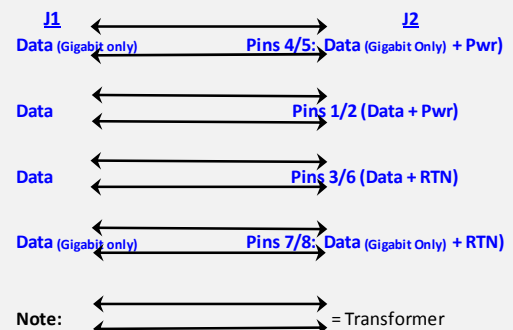 J1 J2
Data (Gigabit only) Pins 4/5: Data (Gigabit Only) + Pwr)
Data Pins 1/2 (Data + Pwr)
Data Pins 3/6 (Data + RTN)
Data (Gigabit only) Pins 7/8: Data (Gigabit Only) + RTN)
Note: = Transformer